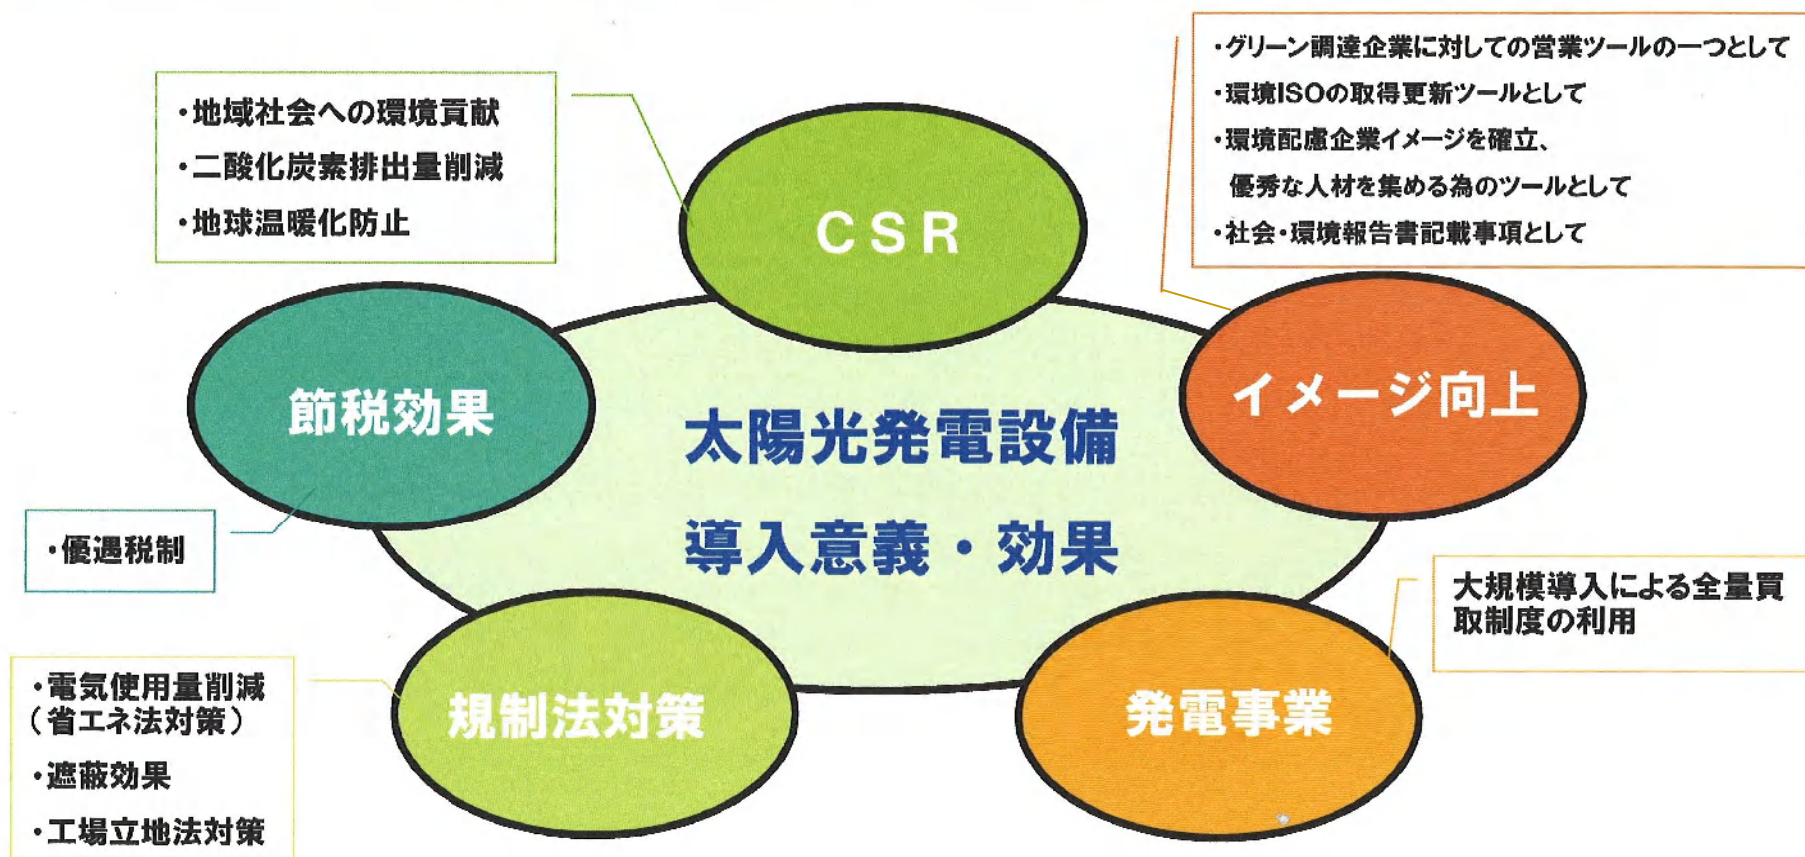 ・グリーン調達企業に対しての営業ツールの一つとして
・環境ISOの取得更新ツールとして
・環境配慮企業イメージを確立、
優秀な人材を集める為のツールとして
・社会・環境報告書記載事項として
・地域社会への環境貢献
・二酸化炭素排出量削減
・地球温暖化防止
CSR
イメージ向上
節税効果
太陽光発電設備
導入意義・効果
・優遇税制
大規模導入による全量買
取制度の利用
・電気使用量削減
（省エネ法対策）
・遮蔽効果
・工場立地法対策
規制法対策
発電事業